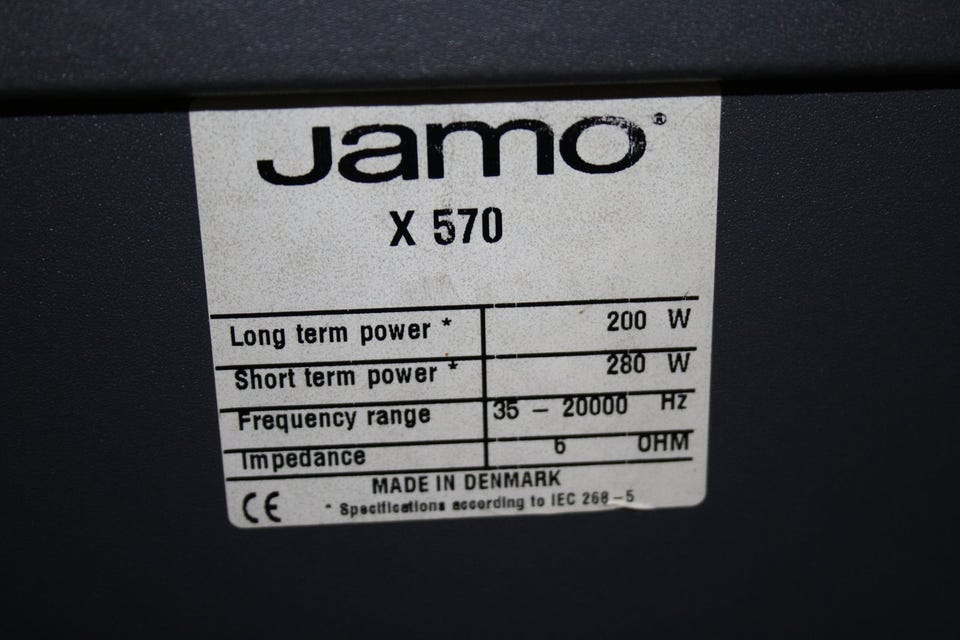 Jamo®
X 570
Long term power * 200 W
Short term power * 280 W
Frequency range 35 – 20000 Hz
Impedance 6 OHM
MADE IN DENMARK
CE * Specifications according to IEC 268-5